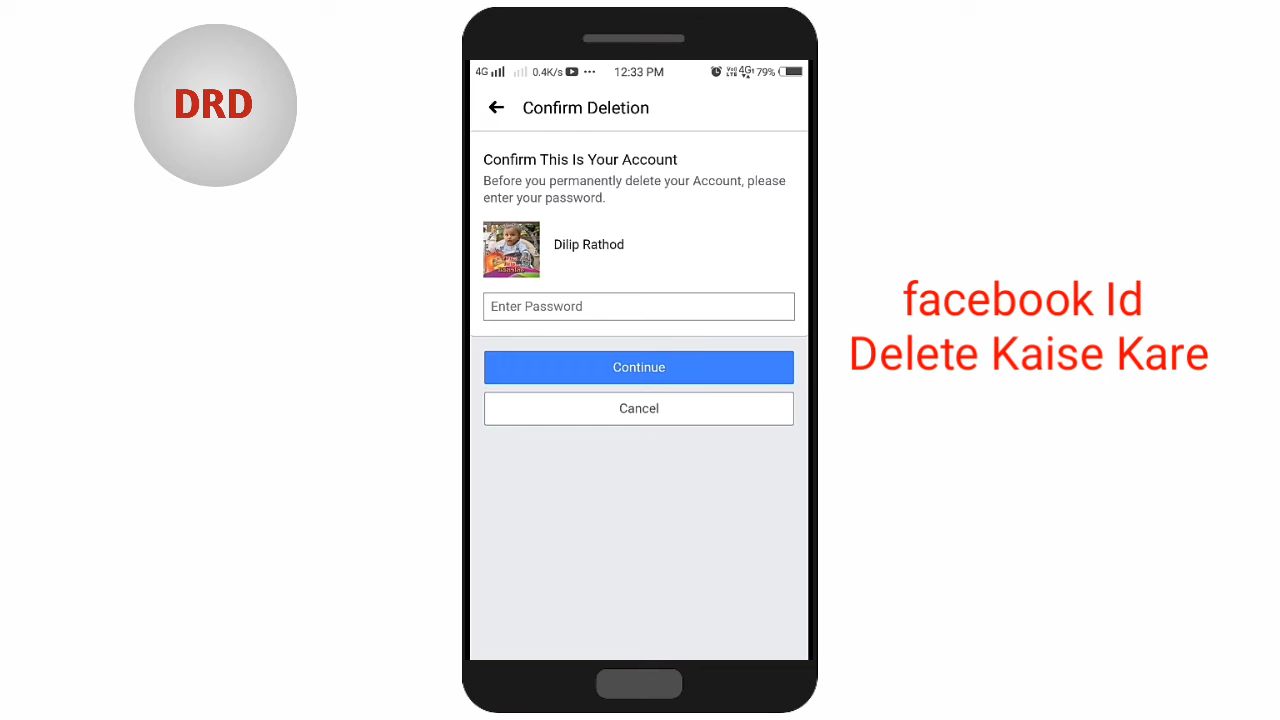 DRD
4G 0.4K/s ... 12:33 PM 4G 79%
Confirm Deletion
Confirm This Is Your Account
Before you permanently delete your Account, please
enter your password.
Dilip Rathod
Enter Password
Continue
Cancel
facebook Id
Delete Kaise Kare